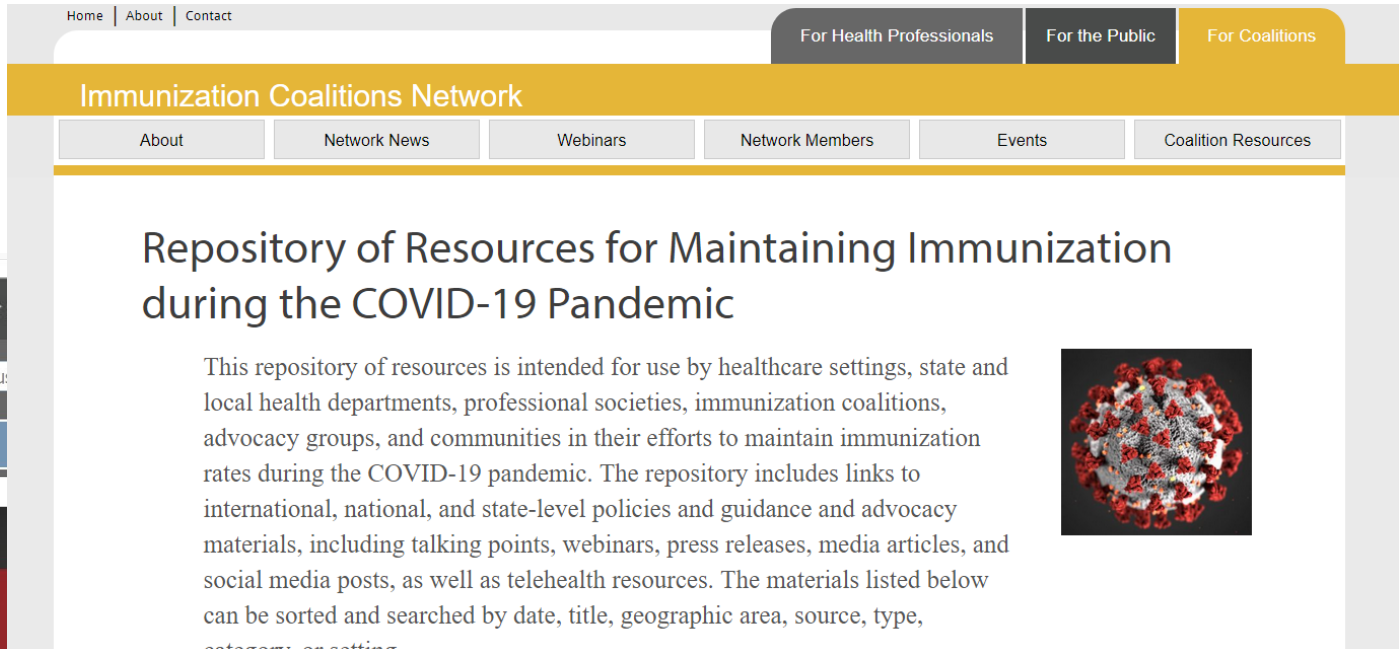 Home About Contact
For Health Professionals For the Public For Coalitions
Immunization Coalitions Network
About Network News Webinars Network Members Events Coalition Resources
Repository of Resources for Maintaining Immunization
during the COVID-19 Pandemic
This repository of resources is intended for use by healthcare settings, state and
local health departments, professional societies, immunization coalitions,
advocacy groups, and communities in their efforts to maintain immunization
rates during the COVID-19 pandemic. The repository includes links to
international, national, and state-level policies and guidance and advocacy
materials, including talking points, webinars, press releases, media articles, and
social media posts, as well as telehealth resources. The materials listed below
can be sorted and searched by date, title, geographic area, source, type,
category, or setting